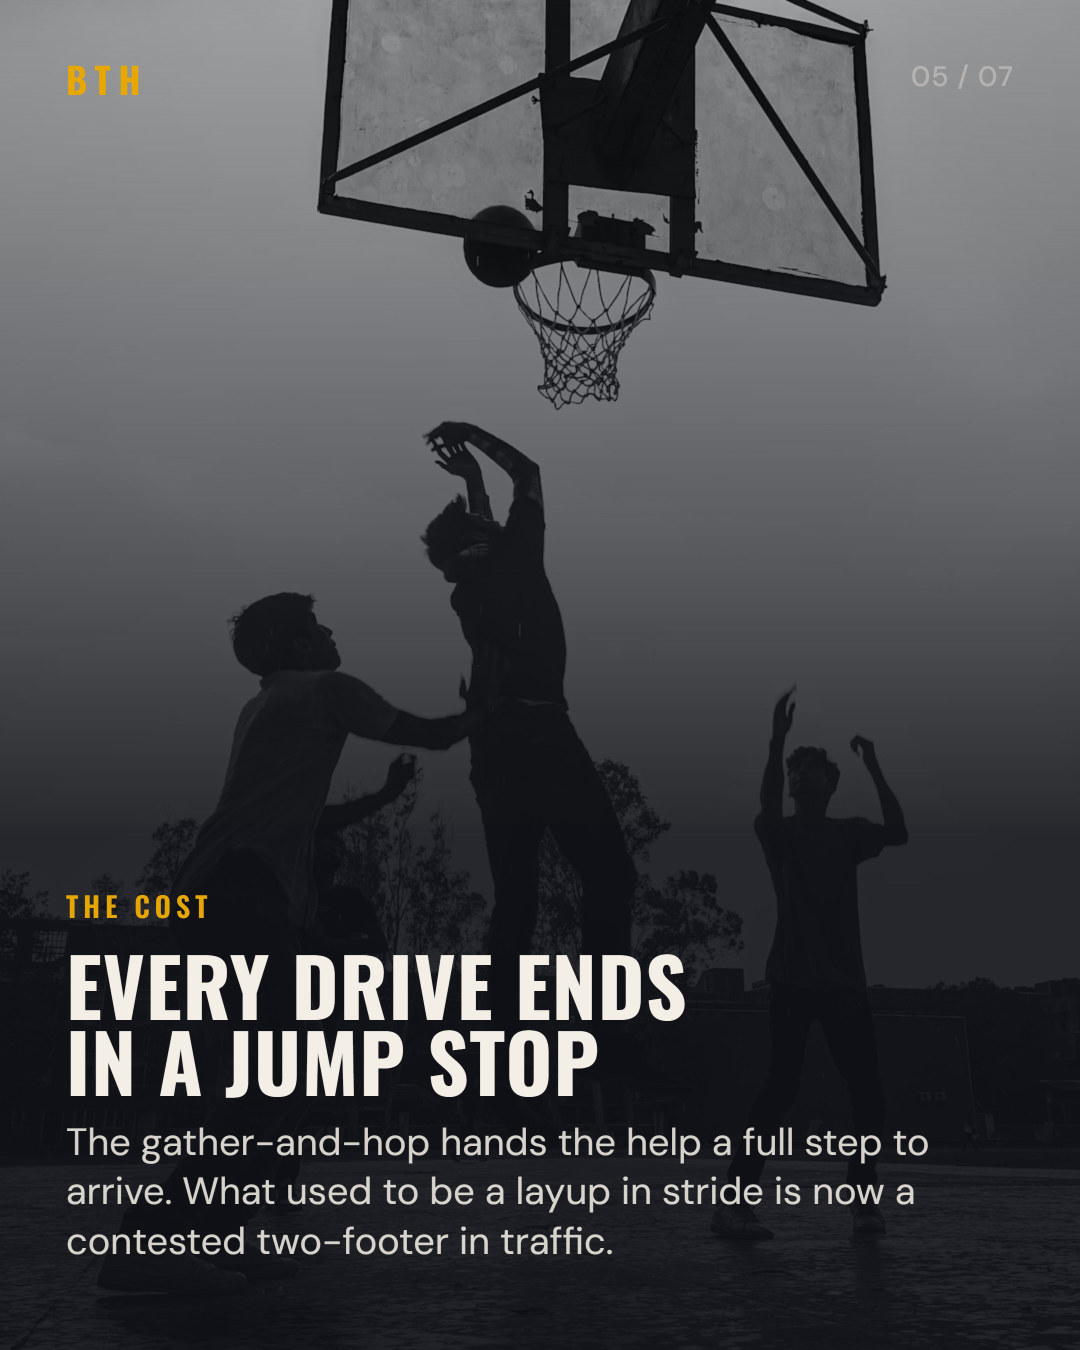 BTH
05 / 07
THE COST
EVERY DRIVE ENDS
IN A JUMP STOP
The gather-and-hop hands the help a full step to
arrive. What used to be a layup in stride is now a
contested two-footer in traffic.